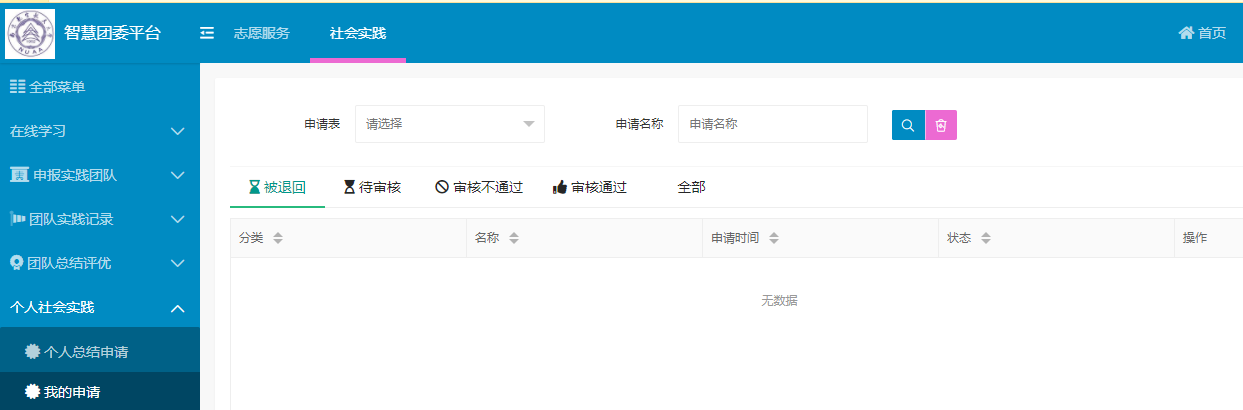 智慧团委平台
志愿服务
社会实践
首页
全部菜单
在线学习
申报实践团队
团队实践记录
团队总结评优
个人社会实践
个人总结申请
我的申请
申请表
请选择
申请名称
申请名称
被退回
待审核
审核不通过
审核通过
全部
分类
名称
申请时间
状态
操作
无数据
NUAA